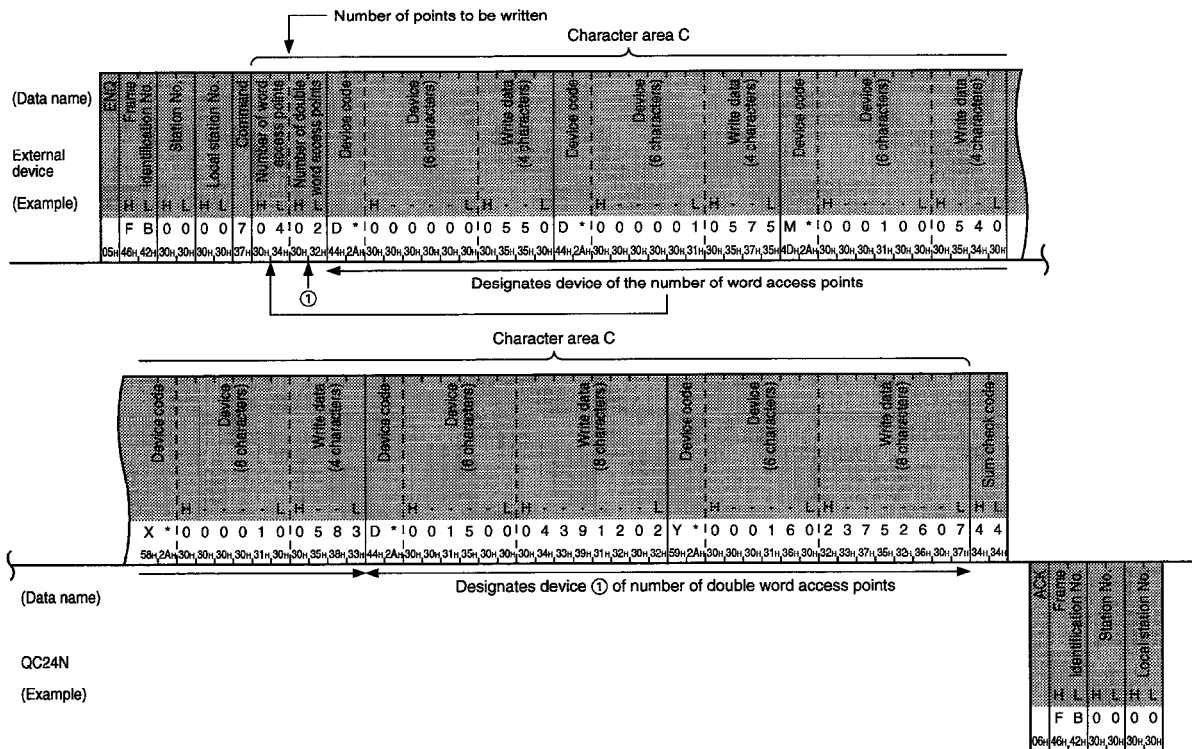 Number of points to be written
Character area C
(Data name)
External
device
(Example)
ENQ
Frame
Identification No.
Station No.
Local station No.
Command
Number of word
access points
Number of double
word access points
Device code
Device
(6 characters)
Write data
(4 characters)
Device code
Device
(6 characters)
Write data
(4 characters)
Device code
Device
(6 characters)
Write data
(4 characters)
H L H L H L H L H L H - - - - L H - - L H - - - - L H - - L H - - - - L H - - L
F B 0 0 0 0 7 0 4 0 2 D * 0 0 0 0 0 0 0 5 5 0 D * 0 0 0 0 0 1 0 5 7 5 M * 0 0 0 1 0 0 0 5 4 0
05H 46H 42H 30H 30H 30H 30H 37H 30H 34H 30H 32H 44H 2AH 30H 30H 30H 30H 30H 30H 30H 35H 35H 30H 44H 2AH 30H 30H 30H 30H 30H 31H 30H 35H 37H 35H 4DH 2AH 30H 30H 30H 31H 30H 30H 30H 35H 34H 30H
①
Designates device of the number of word access points
Character area C
Device code
Device
(6 characters)
Write data
(4 characters)
Device code
Device
(6 characters)
Write data
(8 characters)
Device code
Device
(6 characters)
Write data
(8 characters)
Sum check code
H - - - - L H - - L H - - - - L H - - - - - - L H - - - - L H - - - - - - L H L
X * 0 0 0 0 1 0 0 5 8 3 D * 0 0 1 5 0 0 0 4 3 9 1 2 0 2 Y * 0 0 0 1 6 0 2 3 7 5 2 6 0 7 4 4
58H 2AH 30H 30H 30H 30H 31H 30H 30H 35H 38H 33H 44H 2AH 30H 30H 31H 35H 30H 30H 30H 34H 33H 39H 31H 32H 30H 32H 59H 2AH 30H 30H 30H 31H 36H 30H 32H 33H 37H 35H 32H 36H 30H 37H 34H 34H
Designates device ① of number of double word access points
(Data name)
QC24N
(Example)
ACK
Frame
Identification No.
Station No.
Local station No.
H L H L H L
F B 0 0 0 0
06H 46H 42H 30H 30H 30H 30H